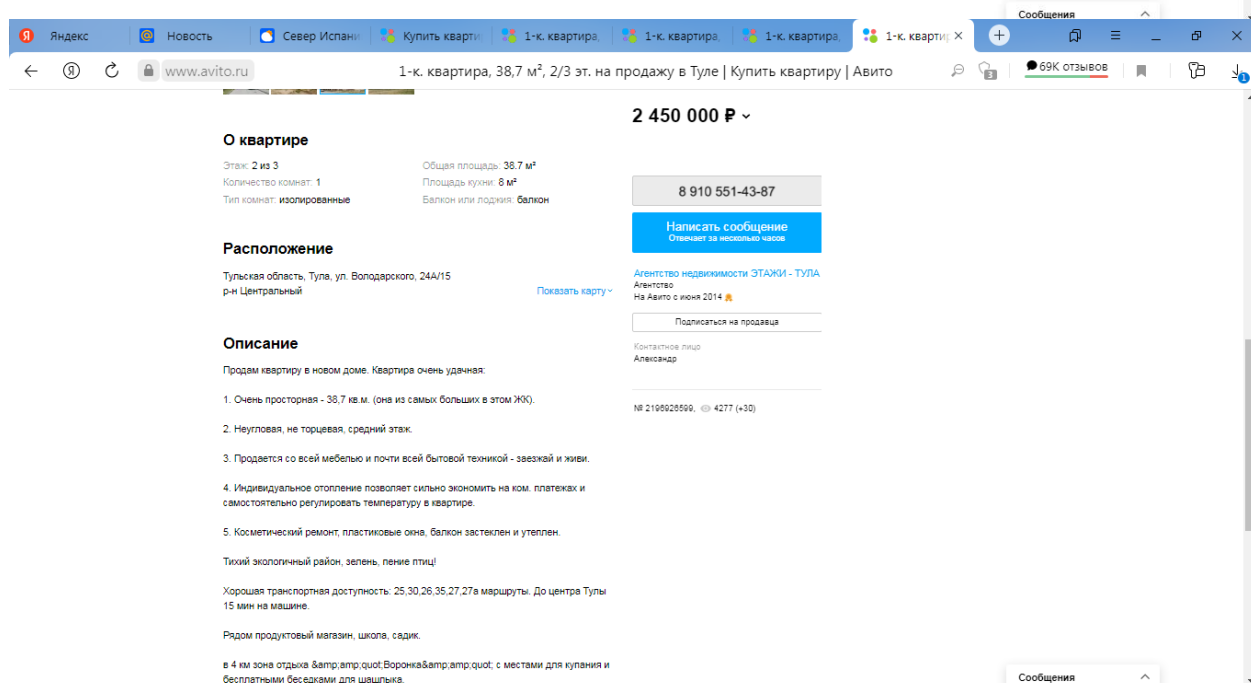 Сообщения
Яндекс
Новость
Север Испани
Купить кварти
1-к. квартира,
1-к. квартира,
1-к. квартира,
1-к. кварти
www.avito.ru
1-к. квартира, 38,7 м², 2/3 эт. на продажу в Туле | Купить квартиру | Авито
3
69K отзывов
1
2 450 000 ₽
О квартире
Этаж: 2 из 3
Общая площадь: 38.7 м²
Количество комнат: 1
Площадь кухни: 8 м²
Тип комнат: изолированные
Балкон или лоджия: балкон
8 910 551-43-87
Написать сообщение
Отвечает за несколько часов
Расположение
Тульская область, Тула, ул. Володарского, 24А/15
р-н Центральный
Показать карту
Агентство недвижимости ЭТАЖИ - ТУЛА
Агентство
На Авито с июня 2014
Подписаться на продавца
Контактное лицо
Александр
№ 2196926599, 4277 (+30)
Описание
Продам квартиру в новом доме. Квартира очень удачная:
1. Очень просторная - 38,7 кв.м. (она из самых больших в этом ЖК).
2. Неугловая, не торцевая, средний этаж.
3. Продается со всей мебелью и почти всей бытовой техникой - заезжай и живи.
4. Индивидуальное отопление позволяет сильно экономить на ком. платежах и
самостоятельно регулировать температуру в квартире.
5. Косметический ремонт, пластиковые окна, балкон застеклен и утеплен.
Тихий экологичный район, зелень, пение птиц!
Хорошая транспортная доступность: 25,30,26,35,27,27а маршруты. До центра Тулы
15 мин на машине.
Рядом продуктовый магазин, школа, садик.
в 4 км зона отдыха &amp;amp;quot;Воронка&amp;amp;quot; с местами для купания и
бесплатными беседками для шашлыка.
Сообщения